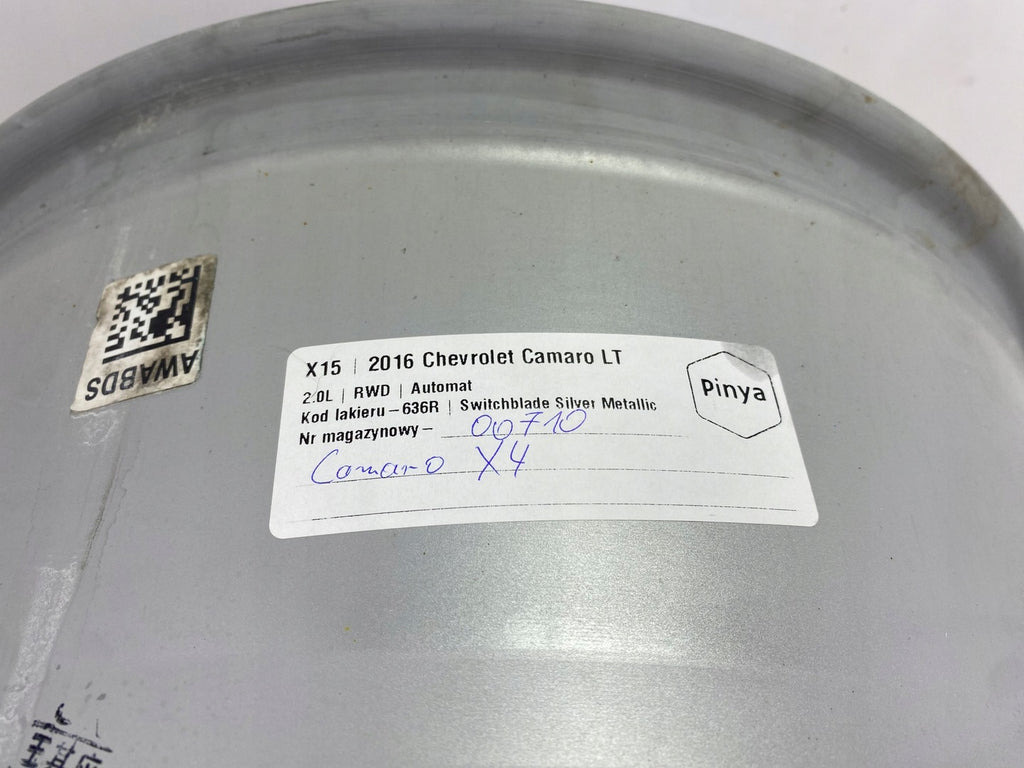 X15 | 2016 Chevrolet Camaro LT
2.0L | RWD | Automat
Kod lakieru – 636R | Switchblade Silver Metallic
Nr magazynowy – 00710
Camaro X4
Pinya
AWABDS